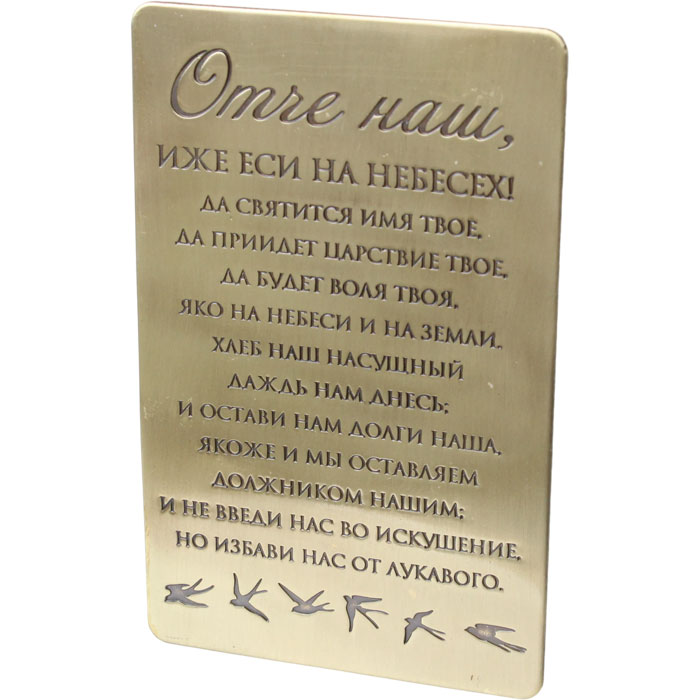 Отче наш,
ИЖЕ ЕСИ НА НЕБЕСЕХ!
ДА СВЯТИТСЯ ИМЯ ТВОЕ,
ДА ПРИИДЕТ ЦАРСТВИЕ ТВОЕ,
ДА БУДЕТ ВОЛЯ ТВОЯ,
ЯКО НА НЕБЕСИ И НА ЗЕМЛИ.
ХЛЕБ НАШ НАСУЩНЫЙ
ДАЖДЬ НАМ ДНЕСЬ;
И ОСТАВИ НАМ ДОЛГИ НАША,
ЯКОЖЕ И МЫ ОСТАВЛЯЕМ
ДОЛЖНИКОМ НАШИМ;
И НЕ ВВЕДИ НАС ВО ИСКУШЕНИЕ,
НО ИЗБАВИ НАС ОТ ЛУКАВОГО.